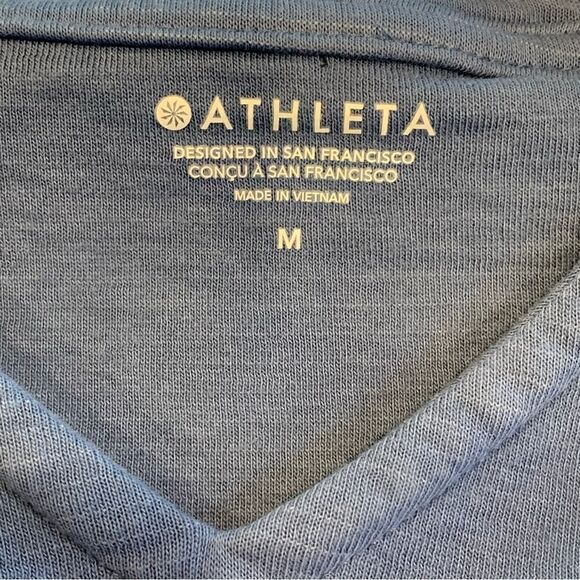 ATHLETA
DESIGNED IN SAN FRANCISCO
CONÇU À SAN FRANCISCO
MADE IN VIETNAM
M